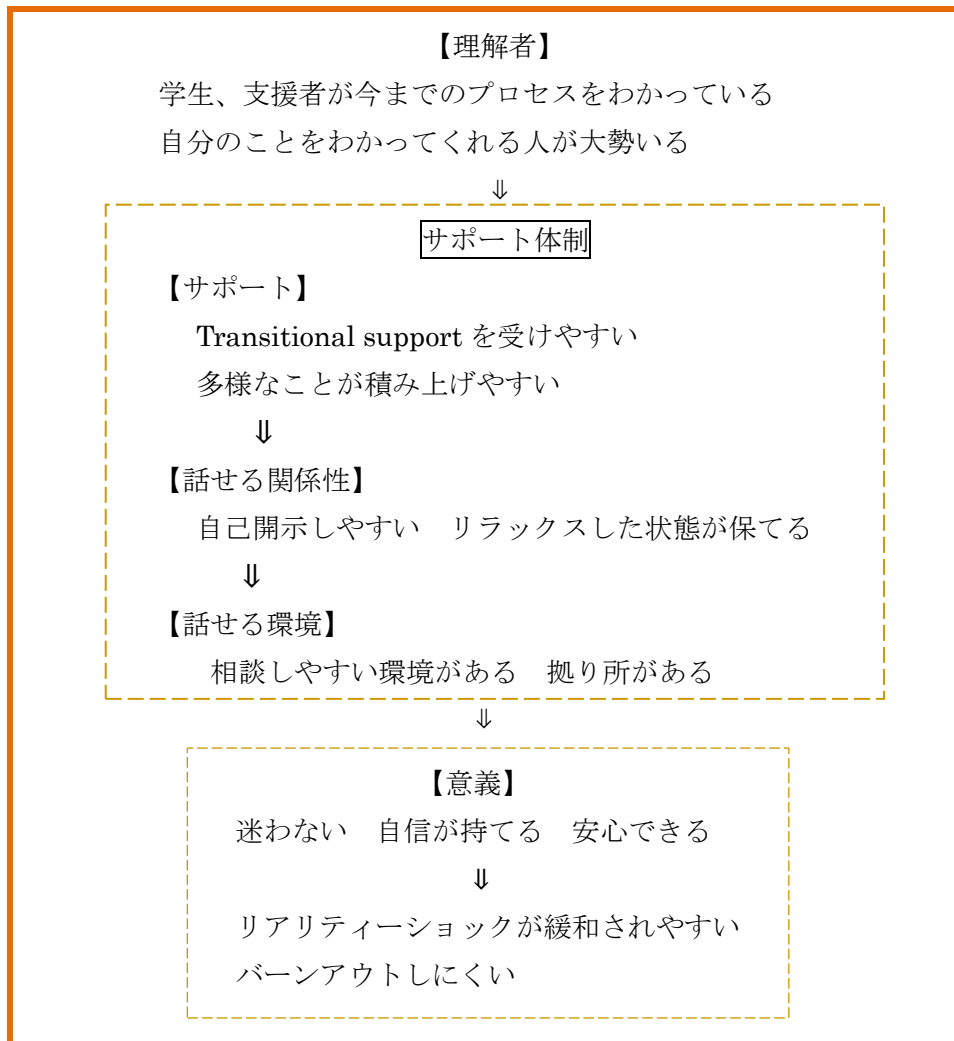 【理解者】
学生、支援者が今までのプロセスをわかっている
自分のことをわかってくれる人が大勢いる
⇓
サポート体制
【サポート】
Transitional support を受けやすい
多様なことが積み上げやすい
⇓
【話せる関係性】
自己開示しやすい　リラックスした状態が保てる
⇓
【話せる環境】
相談しやすい環境がある　拠り所がある
⇓
【意義】
迷わない　自信が持てる　安心できる
⇓
リアリティーショックが緩和されやすい
バーンアウトしにくい